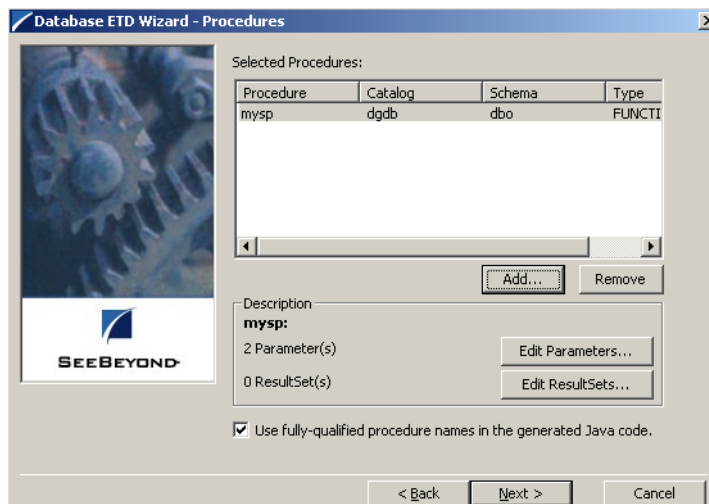 Database ETD Wizard - Procedures
Selected Procedures:
Procedure Catalog Schema Type
mysp dgdb dbo FUNCTI
Add... Remove
Description
mysp:
2 Parameter(s) Edit Parameters...
0 ResultSet(s) Edit ResultSets...
SEEBEYOND
Use fully-qualified procedure names in the generated Java code.
< Back Next > Cancel